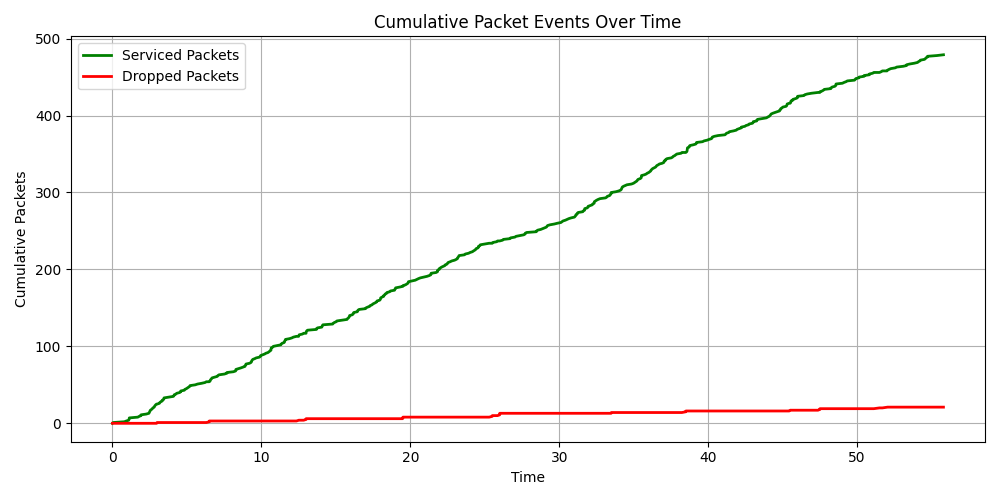 Cumulative Packet Events Over Time
Serviced Packets
Dropped Packets
Cumulative Packets
500
400
300
200
100
0
0 10 20 30 40 50
Time